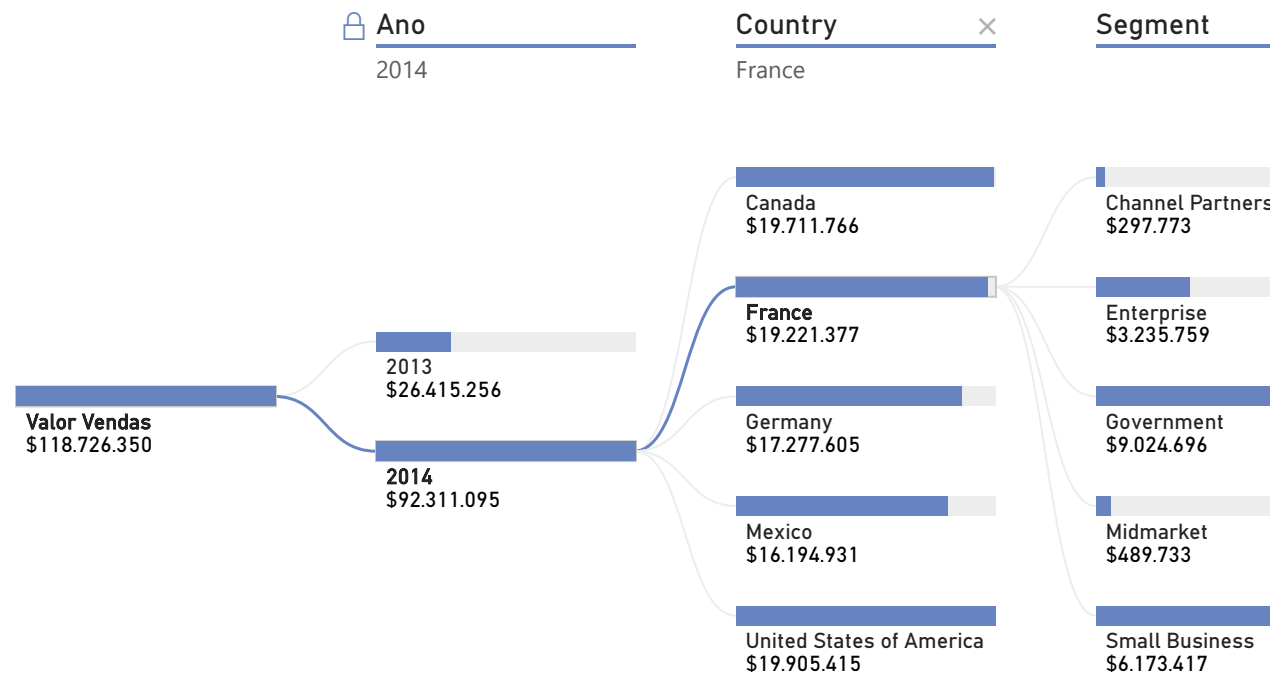 Ano
2014
Country
France
Segment
Valor Vendas
$118.726.350
2013
$26.415.256
2014
$92.311.095
Canada
$19.711.766
France
$19.221.377
Germany
$17.277.605
Mexico
$16.194.931
United States of America
$19.905.415
Channel Partners
$297.773
Enterprise
$3.235.759
Government
$9.024.696
Midmarket
$489.733
Small Business
$6.173.417